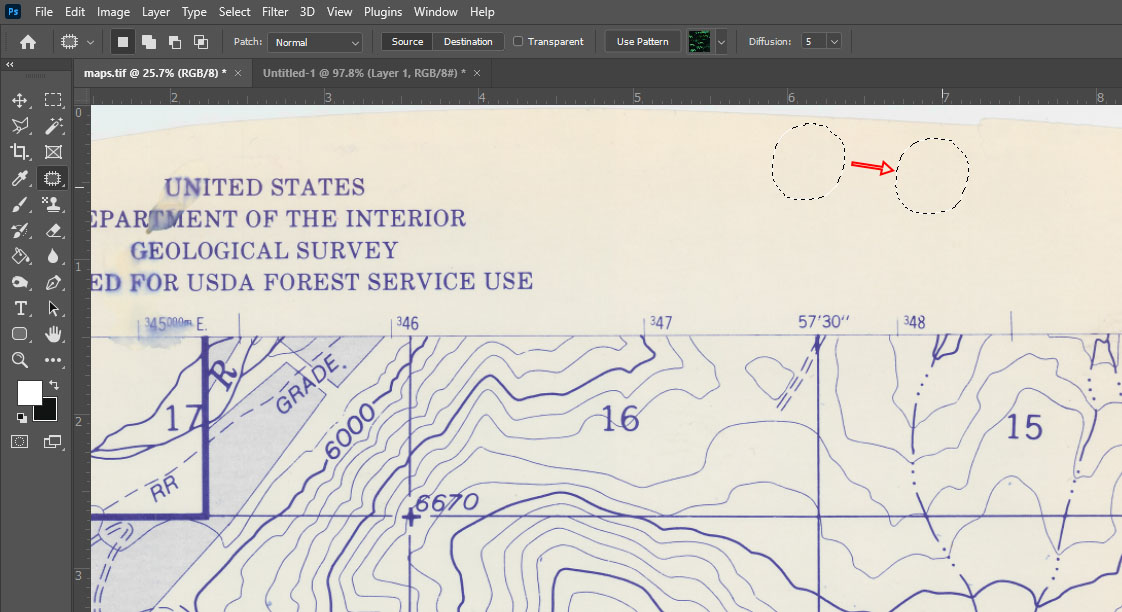 Ps File Edit Image Layer Type Select Filter 3D View Plugins Window Help
Patch: Normal Source Destination Transparent Use Pattern Diffusion: 5
maps.tif @ 25.7% (RGB/8) * × Untitled-1 @ 97.8% (Layer 1, RGB/8#) * ×
2 3 4 5 6 7 8
0
UNITED STATES
EPARTMENT OF THE INTERIOR
1
GEOLOGICAL SURVEY
ED FOR USDA FOREST SERVICE USE
345000m E. 346 347 57'30'' 348
R
GRADE
17 6000 16 15
2
RR
6670
3